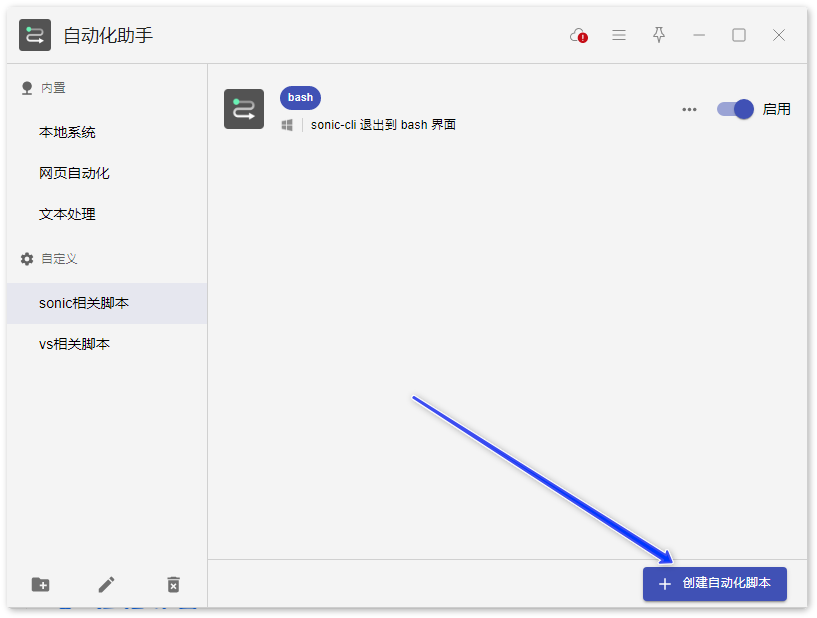 自动化助手
内置
本地系统
网页自动化
文本处理
自定义
sonic相关脚本
vs相关脚本
bash
sonic-cli 退出到 bash 界面
启用
创建自动化脚本